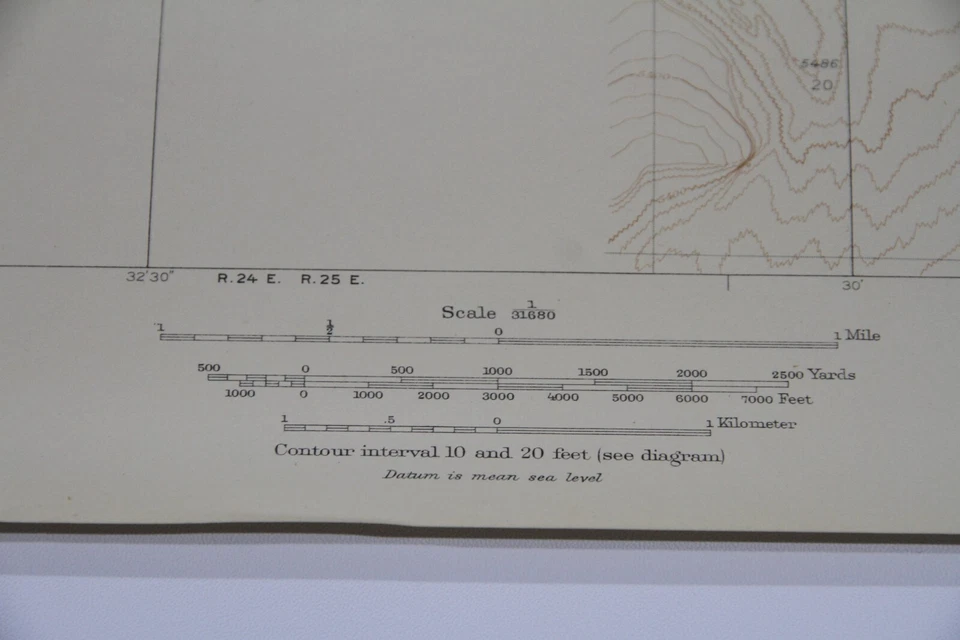 5486
20
32'30" R. 24 E. R. 25 E. 30'
Scale 1/31680
1 ½ 0 1 Mile
500 0 500 1000 1500 2000 2500 Yards
1000 0 1000 2000 3000 4000 5000 6000 7000 Feet
1 .5 0 1 Kilometer
Contour interval 10 and 20 feet (see diagram)
Datum is mean sea level